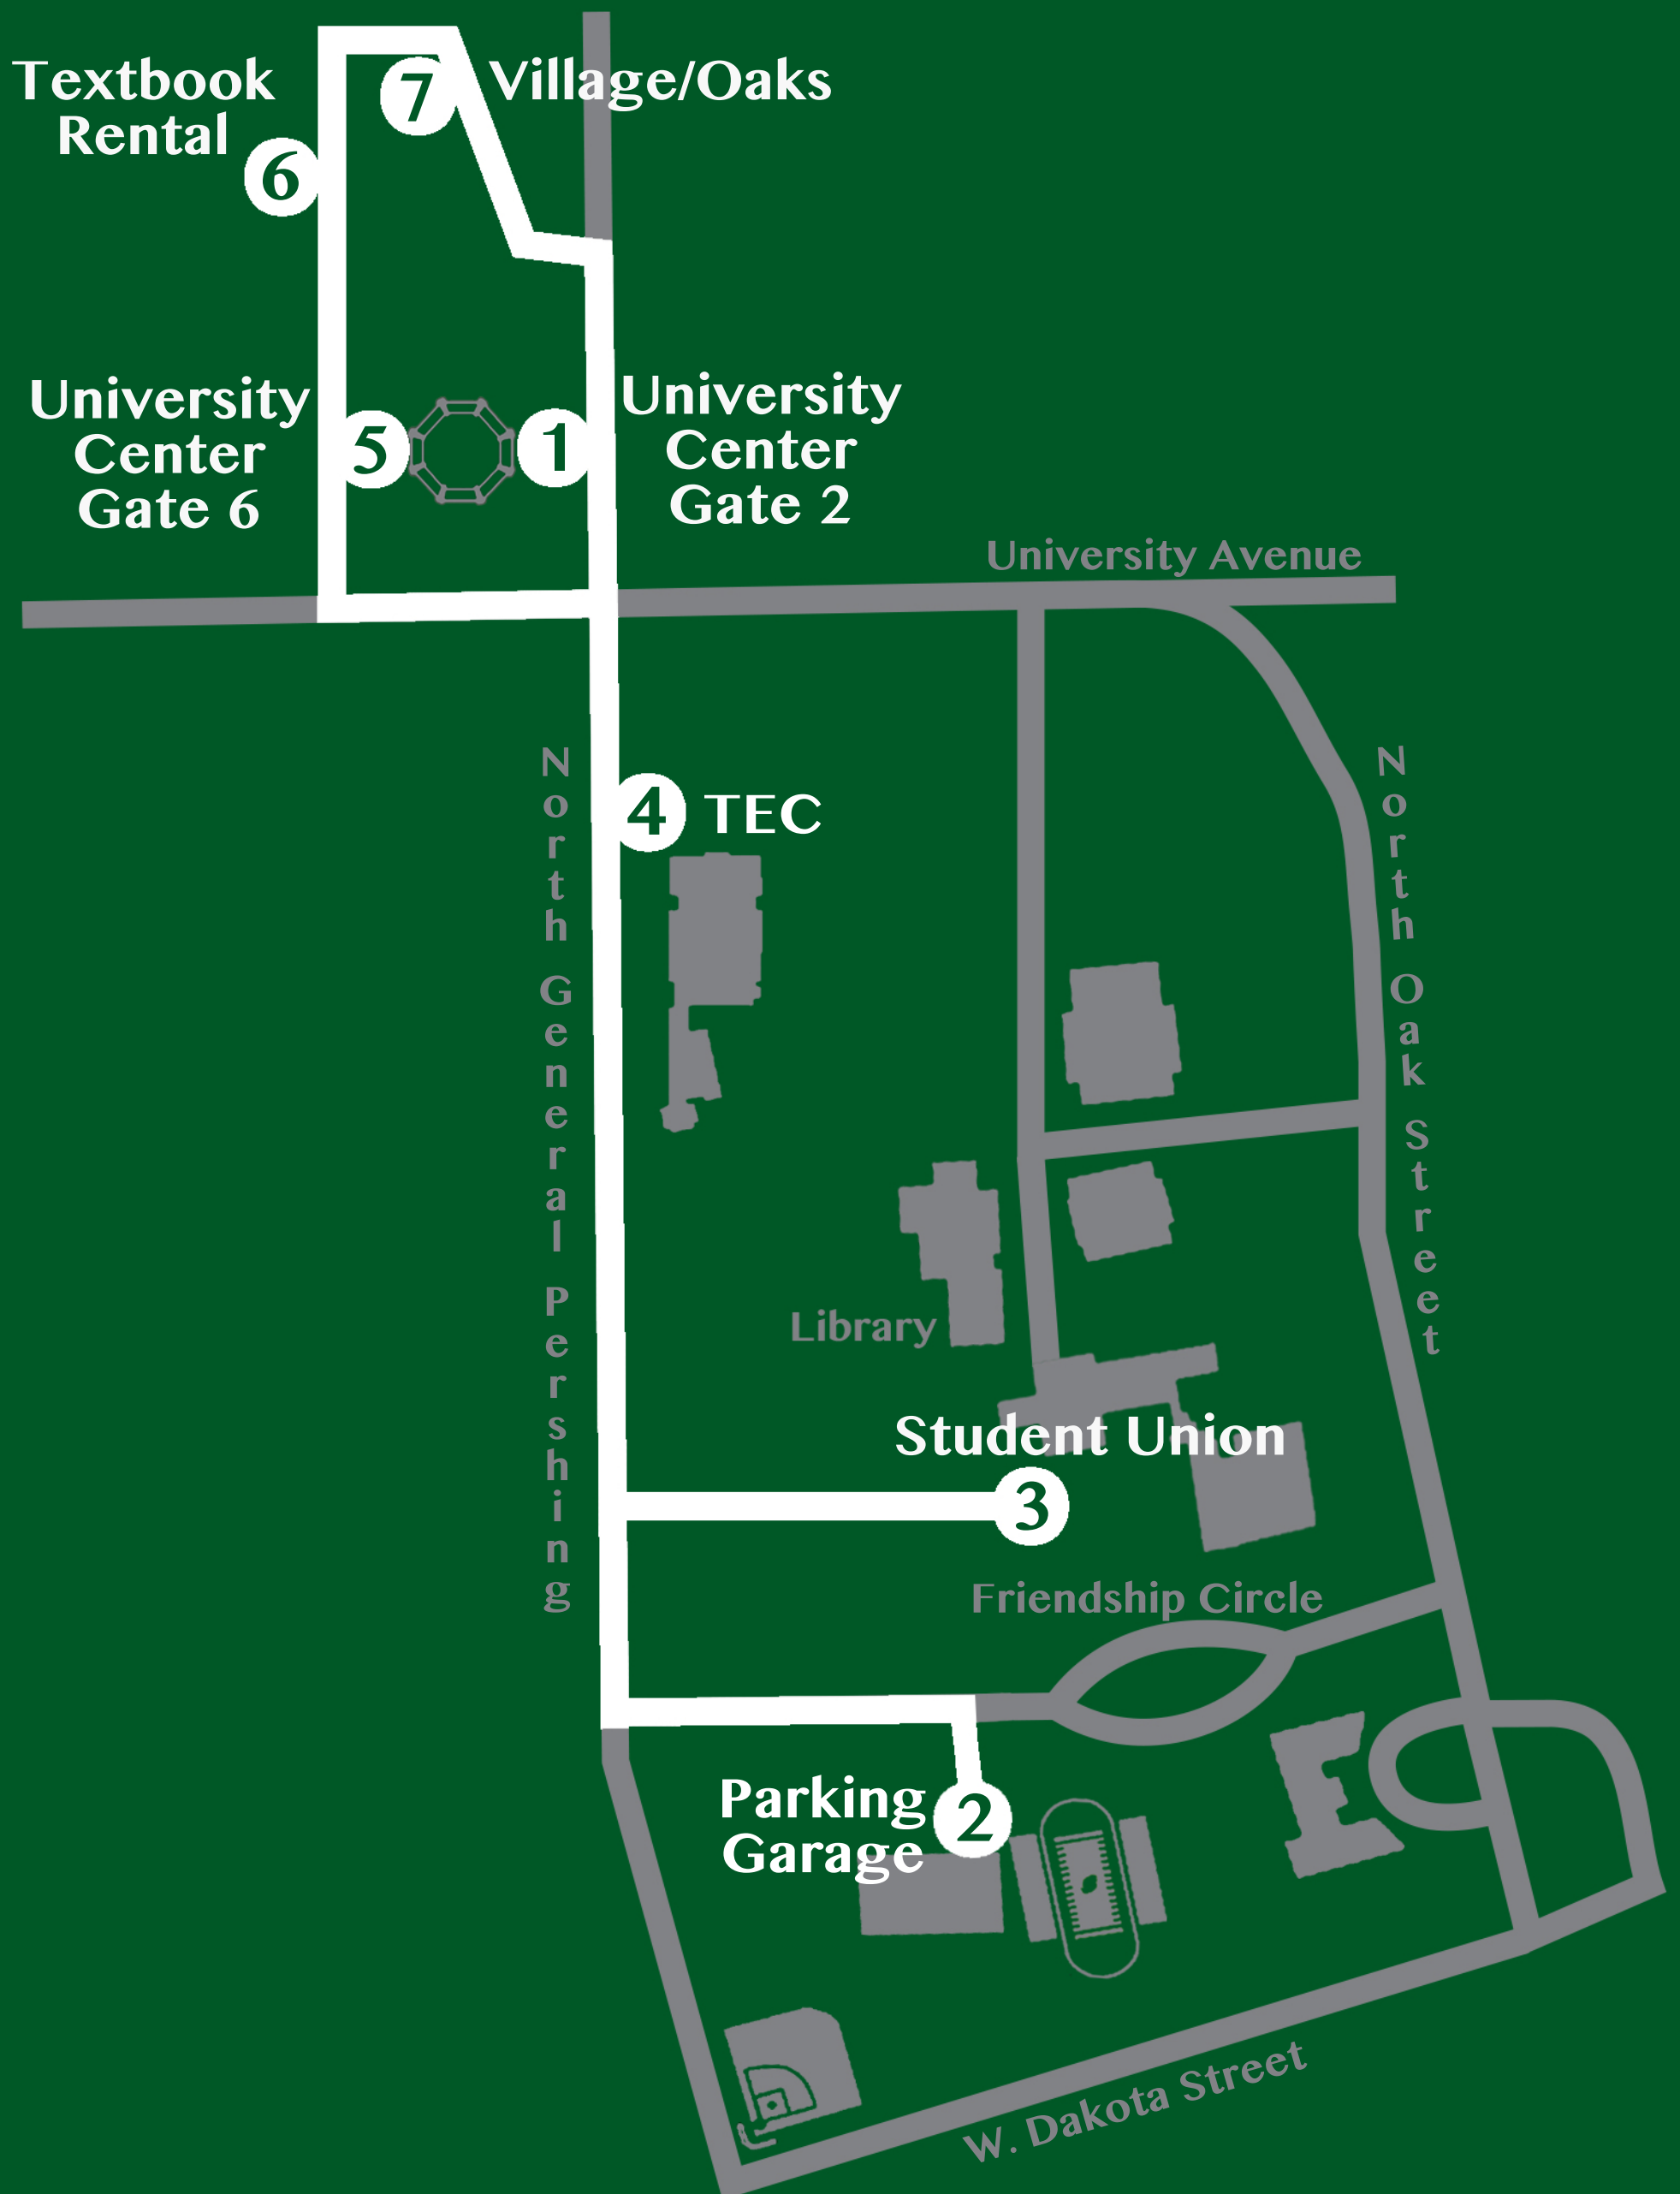 Textbook
Rental
6
7
Village/Oaks
University
Center
Gate 6
5
1
University
Center
Gate 2
University Avenue
4
TEC
North General Pershing
North Oak Street
Library
Student Union
3
Friendship Circle
Parking
Garage
2
W. Dakota Street